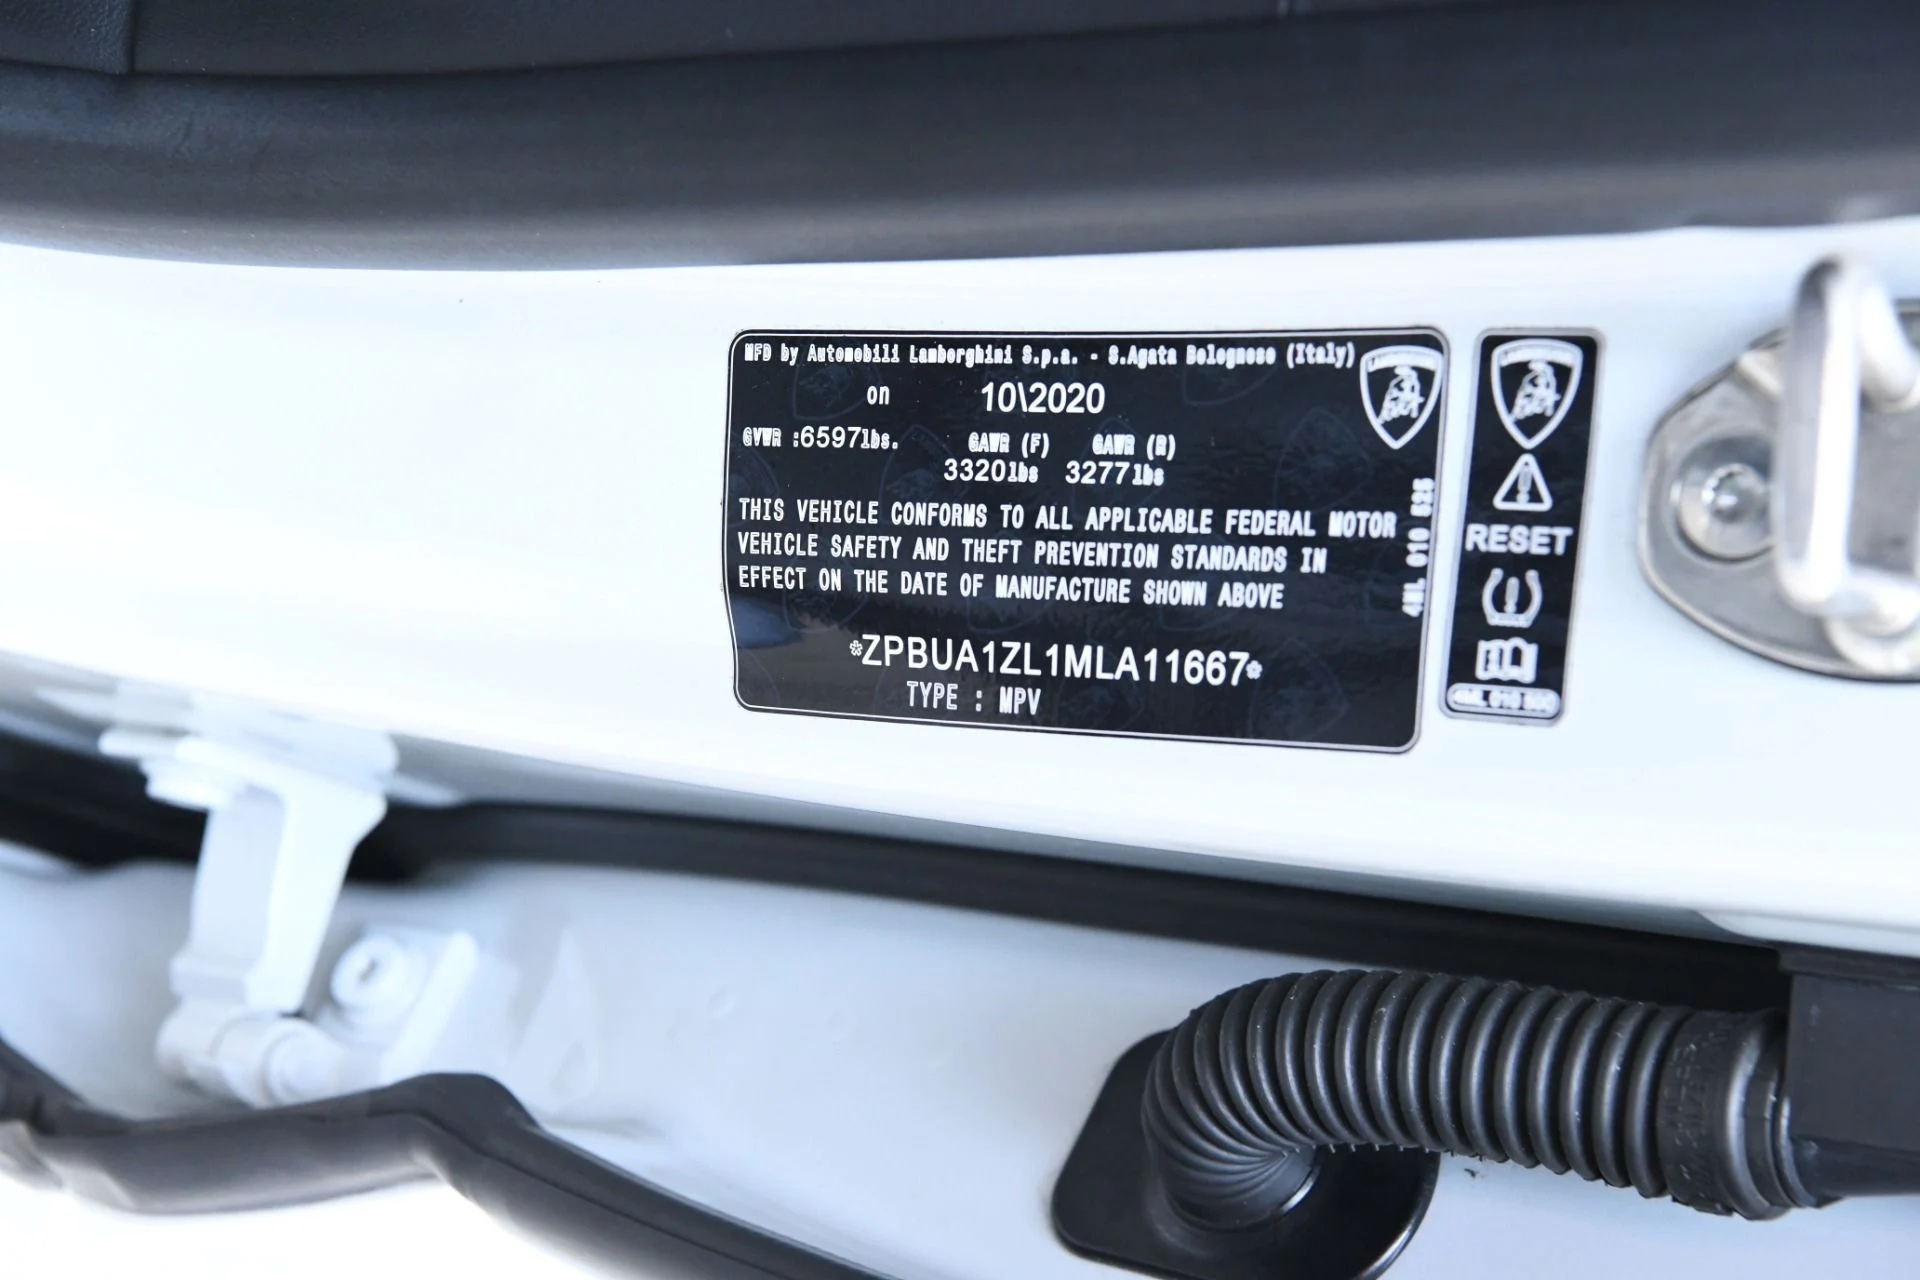 MFD by Automobili Lamborghini S.p.a. - S.Agata Bolognese (Italy)
on 10\2020
GVWR :6597lbs. GAWR (F) GAWR (R)
3320lbs 3277lbs
THIS VEHICLE CONFORMS TO ALL APPLICABLE FEDERAL MOTOR
VEHICLE SAFETY AND THEFT PREVENTION STANDARDS IN
EFFECT ON THE DATE OF MANUFACTURE SHOWN ABOVE
*ZPBUA1ZL1MLA11667*
TYPE : MPV
LAMBORGHINI
LAMBORGHINI
RESET